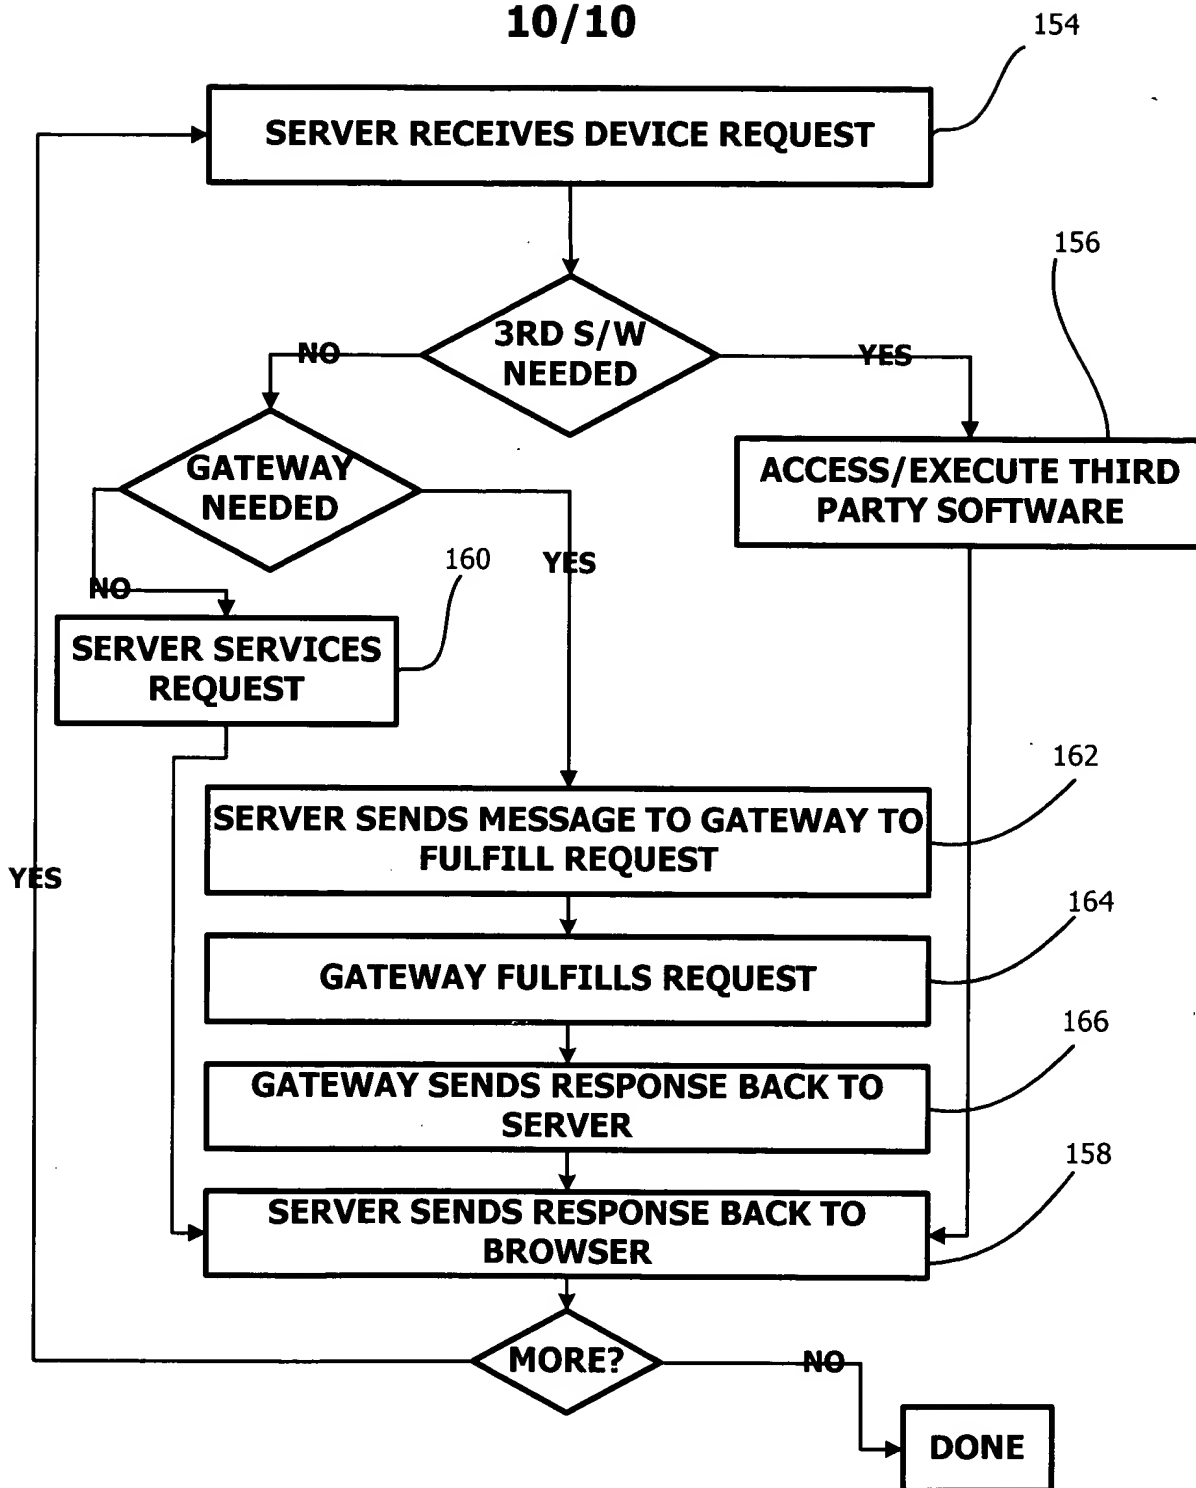 10/10
154
SERVER RECEIVES DEVICE REQUEST
156
3RD S/W
NEEDED
NO
YES
GATEWAY
NEEDED
ACCESS/EXECUTE THIRD
PARTY SOFTWARE
160
YES
NO
SERVER SERVICES
REQUEST
162
SERVER SENDS MESSAGE TO GATEWAY TO
FULFILL REQUEST
YES
164
GATEWAY FULFILLS REQUEST
166
GATEWAY SENDS RESPONSE BACK TO
SERVER
158
SERVER SENDS RESPONSE BACK TO
BROWSER
MORE?
NO
DONE